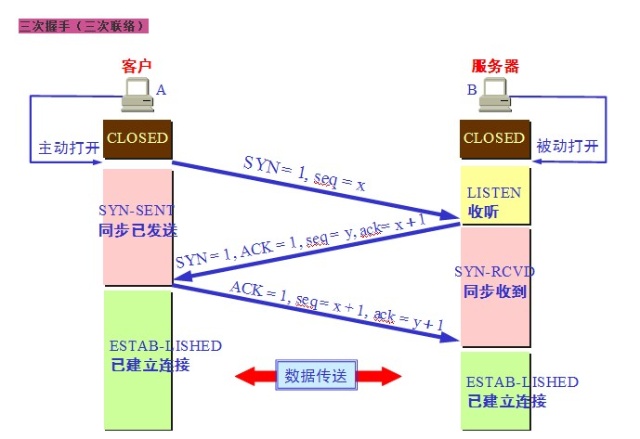 三次握手（三次联络）
客户
服务器
A
B
主动打开
CLOSED
CLOSED
被动打开
SYN = 1, seq = x
LISTEN
收听
SYN-SENT
同步已发送
SYN = 1, ACK = 1, seq = y, ack= x + 1
SYN-RCVD
同步收到
ACK = 1, seq = x + 1, ack = y + 1
ESTAB-LISHED
已建立连接
数据传送
ESTAB-LISHED
已建立连接